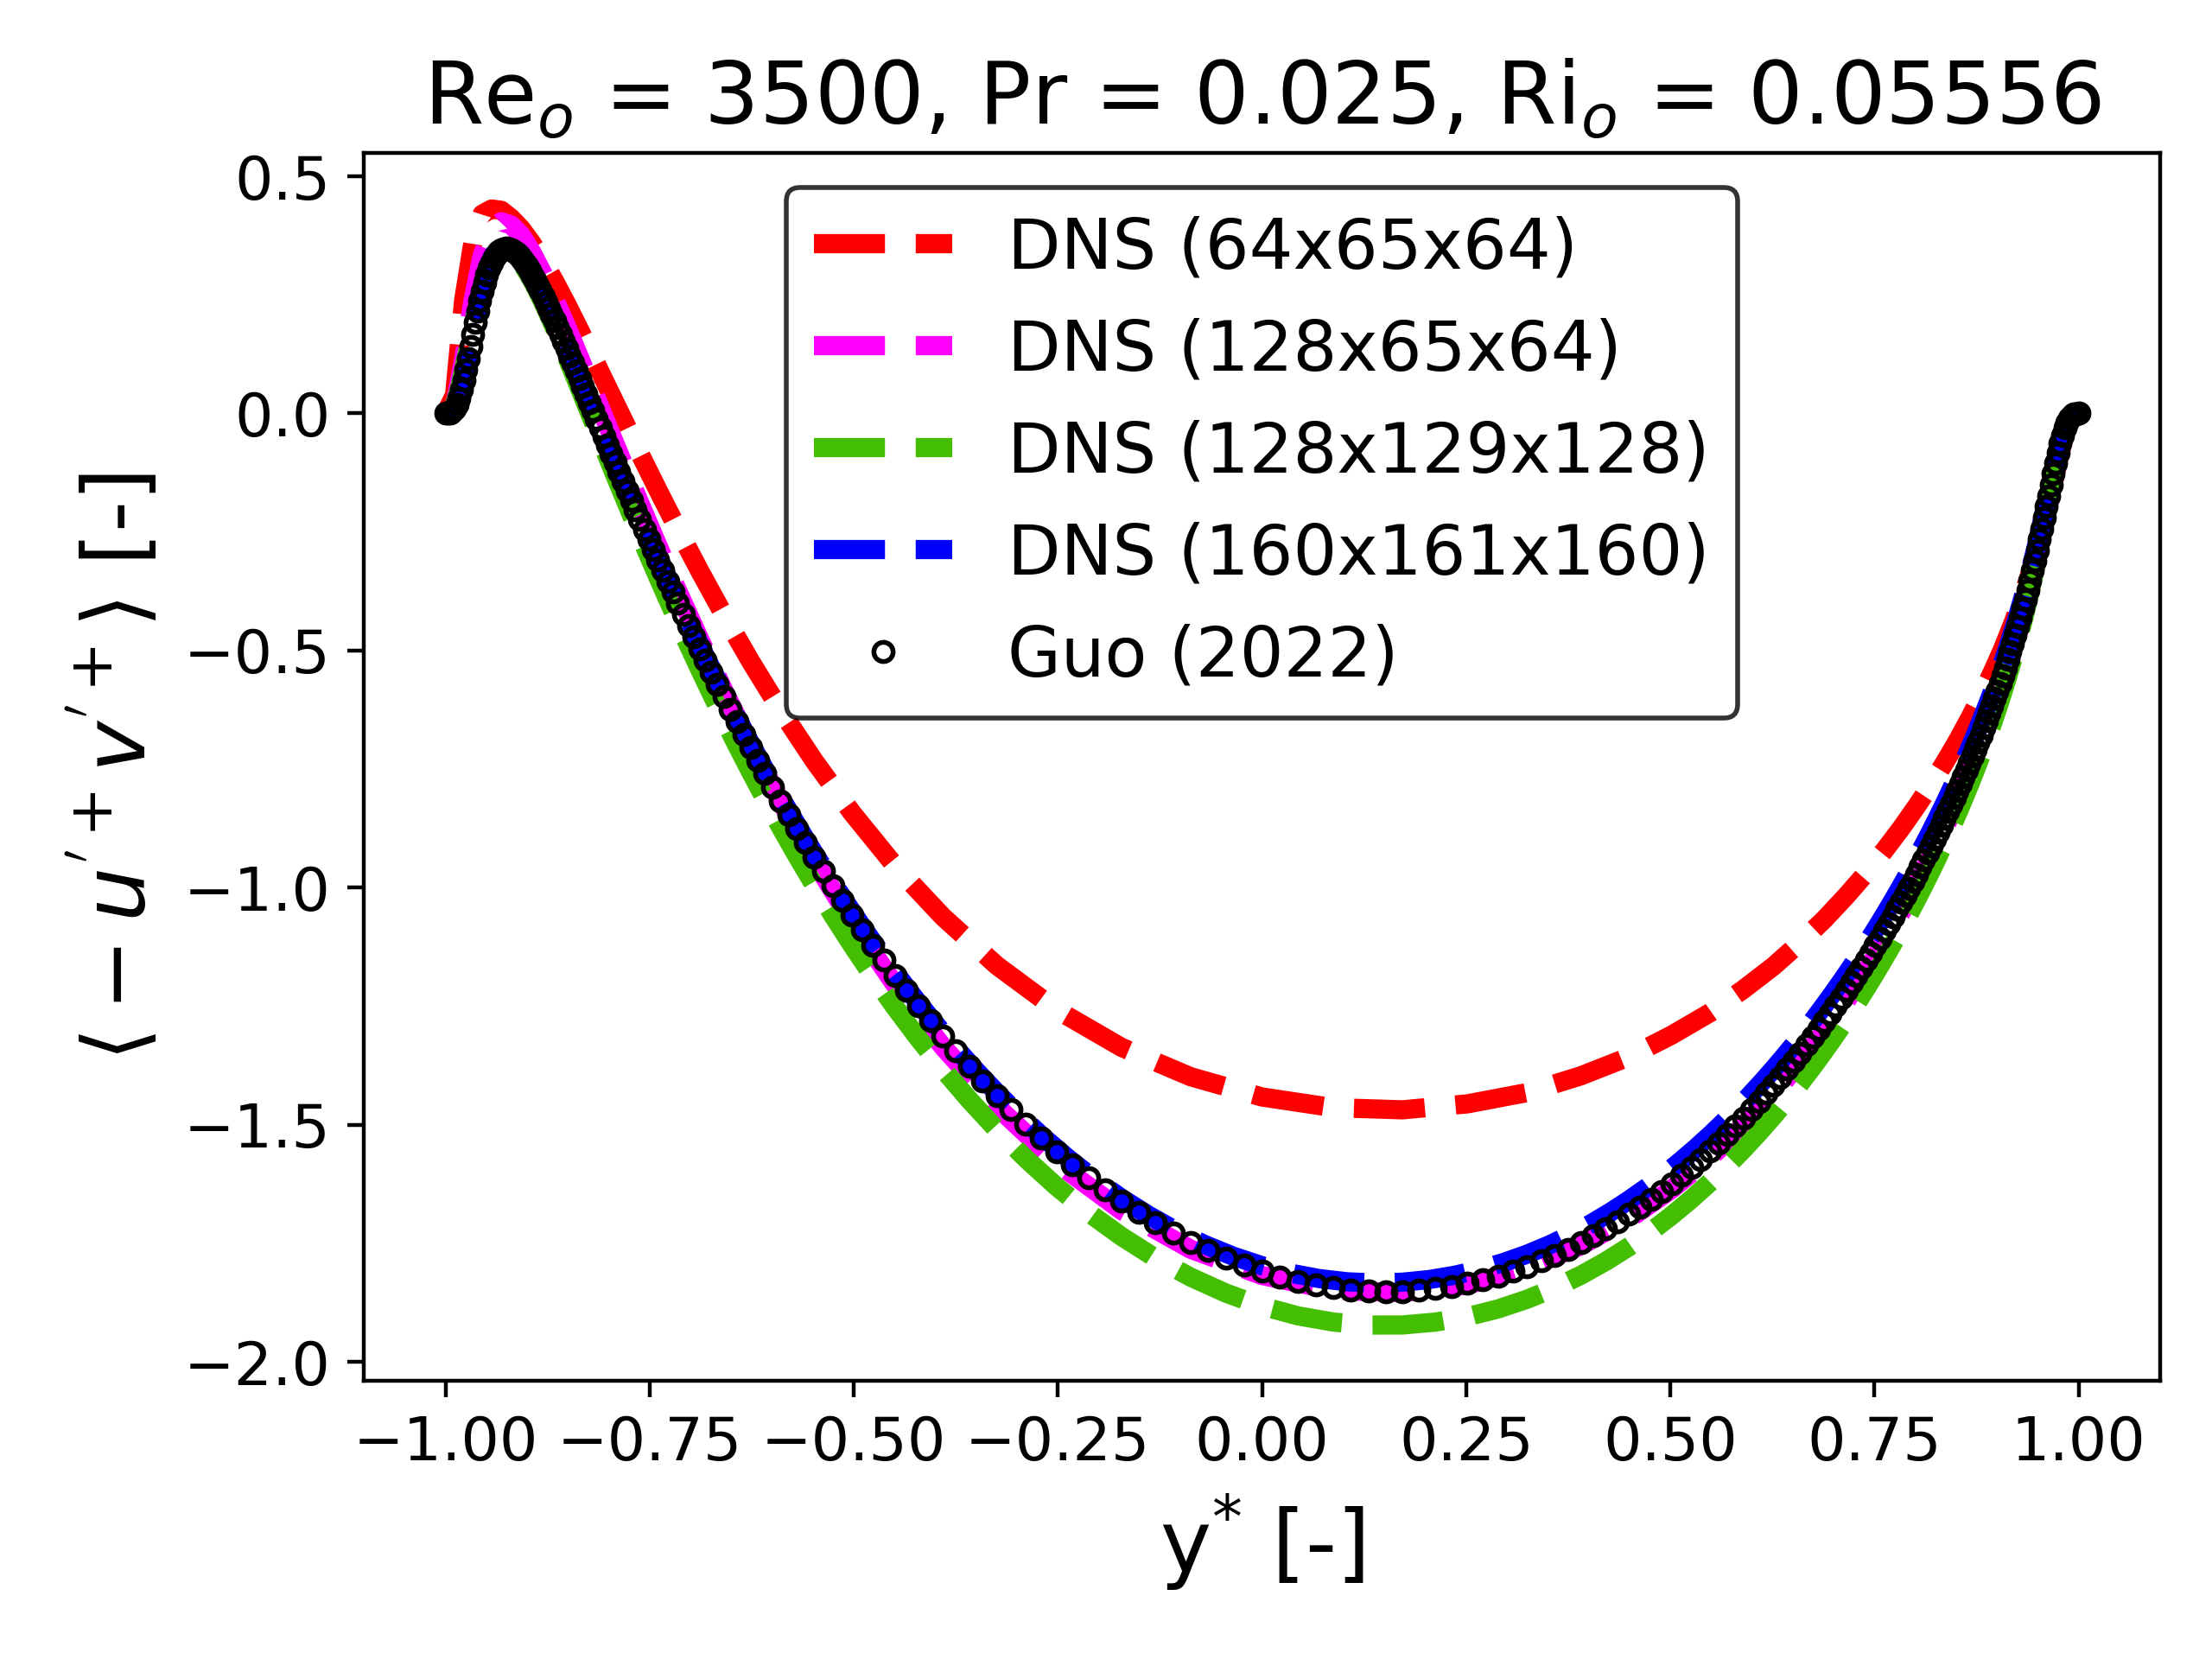 Reₒ = 3500, Pr = 0.025, Riₒ = 0.05556
0.5
0.0
−0.5
−1.0
−1.5
−2.0
⟨ − u′⁺ v′⁺ ⟩ [-]
DNS (64x65x64)
DNS (128x65x64)
DNS (128x129x128)
DNS (160x161x160)
Guo (2022)
−1.00 −0.75 −0.50 −0.25 0.00 0.25 0.50 0.75 1.00
y* [-]